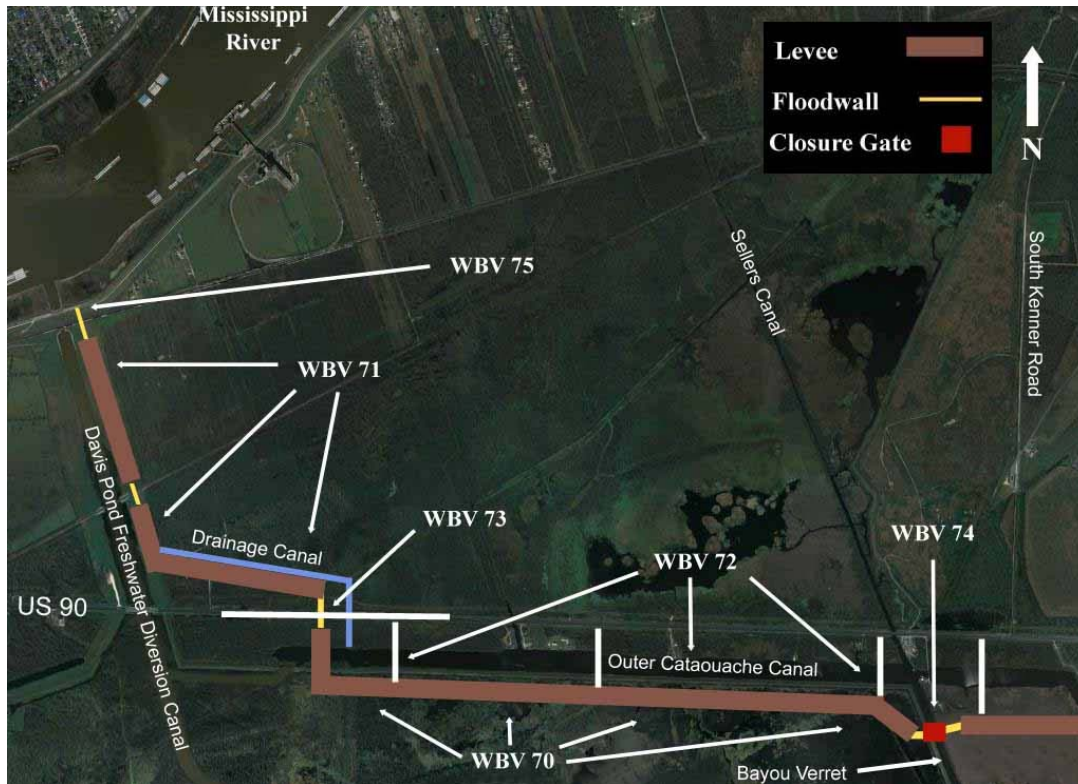 Mississippi
River
Levee
Floodwall
Closure Gate
N
WBV 75
Sellers Canal
South Kenner Road
WBV 71
Davis Pond Freshwater Diversion Canal
WBV 73
Drainage Canal
WBV 74
WBV 72
US 90
Outer Cataouache Canal
WBV 70
Bayou Verret